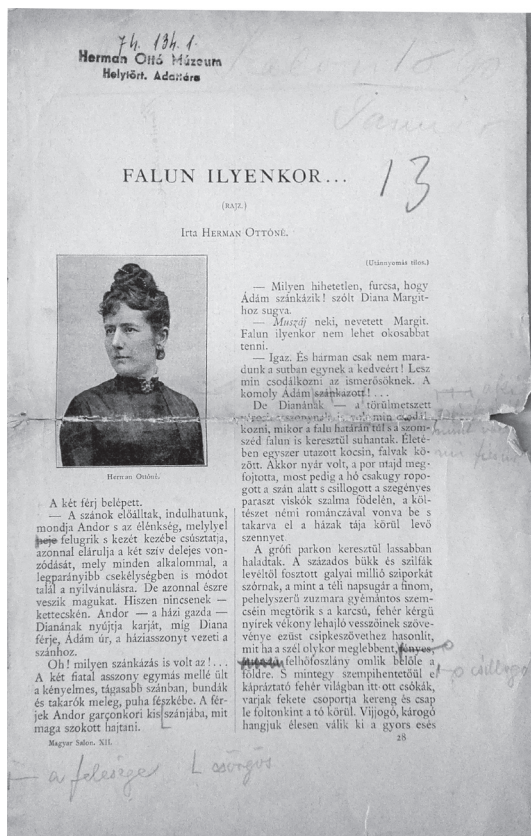 74. 134. 1.
Herman Ottó Múzeum
Helytört. Adattára
13
FALUN ILYENKOR...
(RAJZ.)
Irta HERMAN OTTÓNÉ.
(Utánnyomás tilos.)
Herman Ottóné.
A két férj belépett.
— A szánok előálltak, indulhatunk,
mondja Andor s az élénkség, melylyel
felugrik s kezét kezébe csúsztatja,
azonnal elárulja a két sziv delejes von-
zódását, mely minden alkalommal, a
legparányibb csekélységben is módot
talál a nyilvánulásra. De azonnal észre
veszik magukat. Hiszen nincsenek —
kettecskén. Andor — a házi gazda —
Dianának nyújtja karját, míg Diana
férje, Ádám úr, a háziasszonyt vezeti a
szánhoz.
Oh! milyen szánkázás is volt az!...
A két fiatal asszony egymás mellé ült
a kényelmes, tágasabb szánban, bundák
és takarók meleg, puha fészkébe. A fér-
jek Andor garçonkori kis szánjába, mit
maga szokott hajtani.
Magyar Salon. XII.
— Milyen hihetetlen, furcsa, hogy
Ádám szánkázik! szólt Diana Margit-
hoz sugva.
— Muszáj neki, nevetett Margit.
Falun ilyenkor nem lehet okosabbat
tenni.
— Igaz. És hárman csak nem mara-
dunk a sutban egynek a kedveért! Lesz
min csodálkozni az ismerősöknek. A
komoly Ádám szánkázott!...
De Diánának — a törülmetszett
min csodál-
kozni, mikor a falu határán túl s a szom-
széd falun is keresztül suhantak. Életé-
ben egyszer utazott kocsin, falvak kö-
zött. Akkor nyár volt, a por utajd meg-
fojtotta, most pedig a hó csakugy ropo-
gott a szán alatt s csillogott a szegényes
paraszt viskók szalma födelén, a köl-
tészet némi románczával vonva be s
takarva el a házak tája körül levő
szennyet.
A grófi parkon keresztül lassabban
haladtak. A százados bükk és szilfák
levéltől fosztott galyai millió sziporkát
szórnak, a mint a téli napsugár a finom,
pehelyszerű zuzmara gyémántos szem-
cséin megtörik s a karcsú, fehér kérgü
nyirek vékony lehajló vesszőinek szöve-
vénye ezüst csipkeszövethez hasonlit,
mit ha a szél olykor meglebbent, fényes,
felhőfoszlány omlik belőle a
földre. S mintegy szempihentetőül e
kápráztató fehér világban itt-ott csókák,
varjak fekete csoportja kereng és csap
le foltonkint a tó körül. Vijjogó, károgó
hangjuk élesen válik ki a gyors esés
28
csillogó
a felesége
csörgős